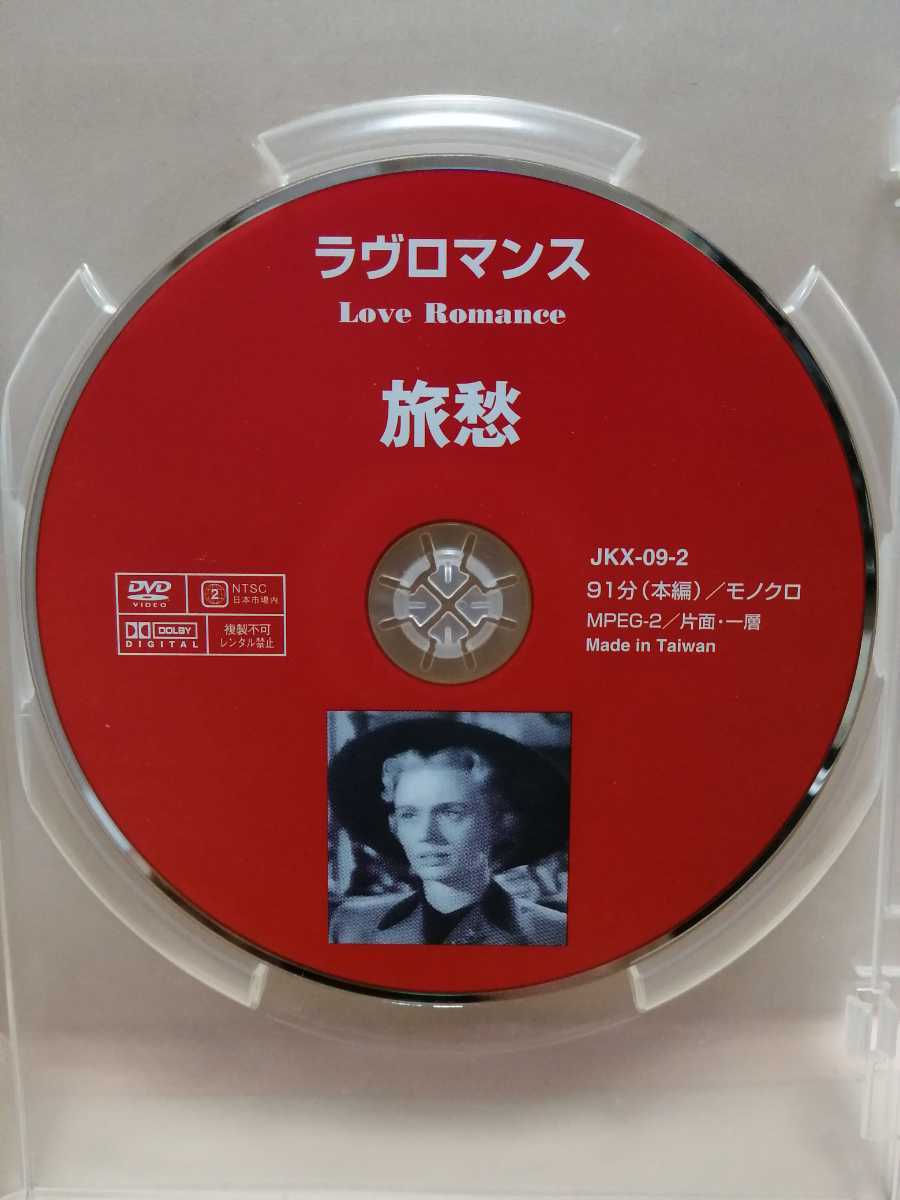 ラヴロマンス
Love Romance
旅愁
DVD
VIDEO
2
NTSC
日本市場内
DOLBY
DIGITAL
複製不可
レンタル禁止
JKX-09-2
91分(本編)/モノクロ
MPEG-2/片面・一層
Made in Taiwan